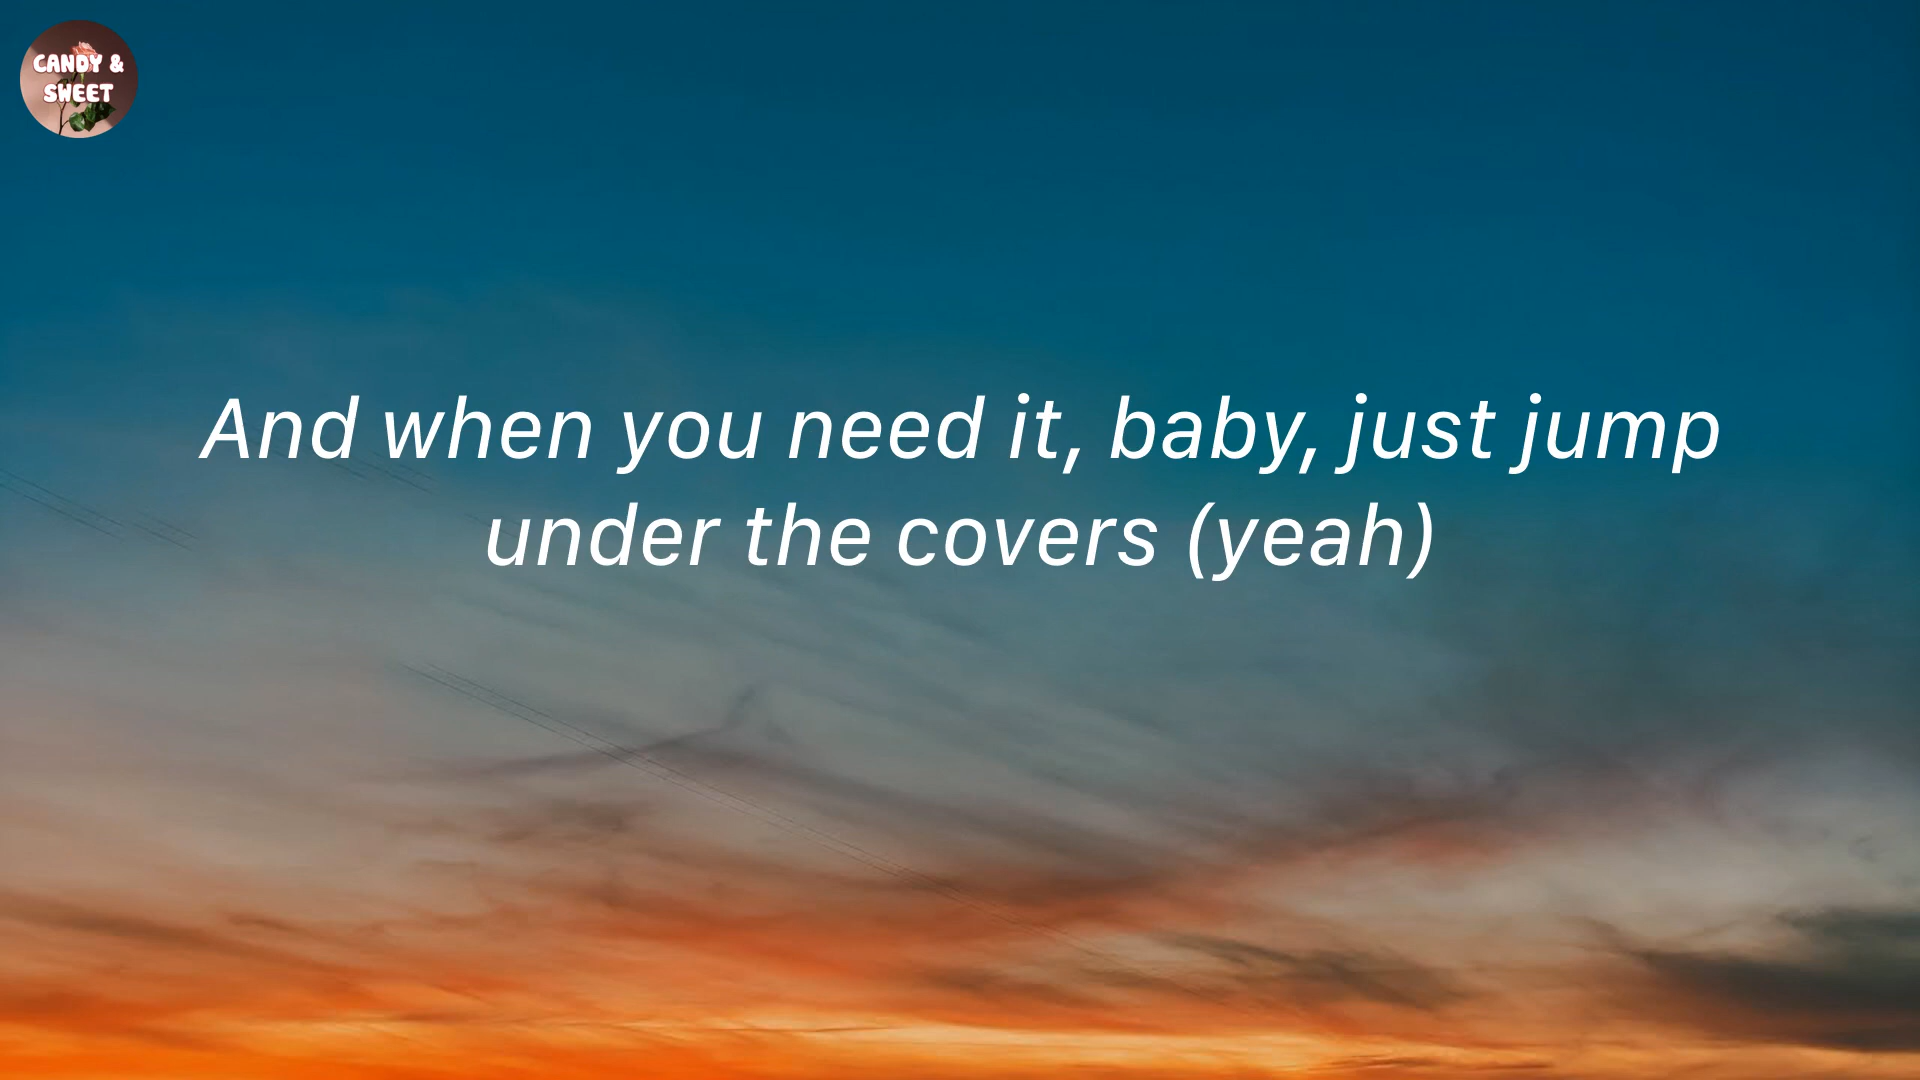 CANDY &
SWEET
And when you need it, baby, just jump
under the covers (yeah)